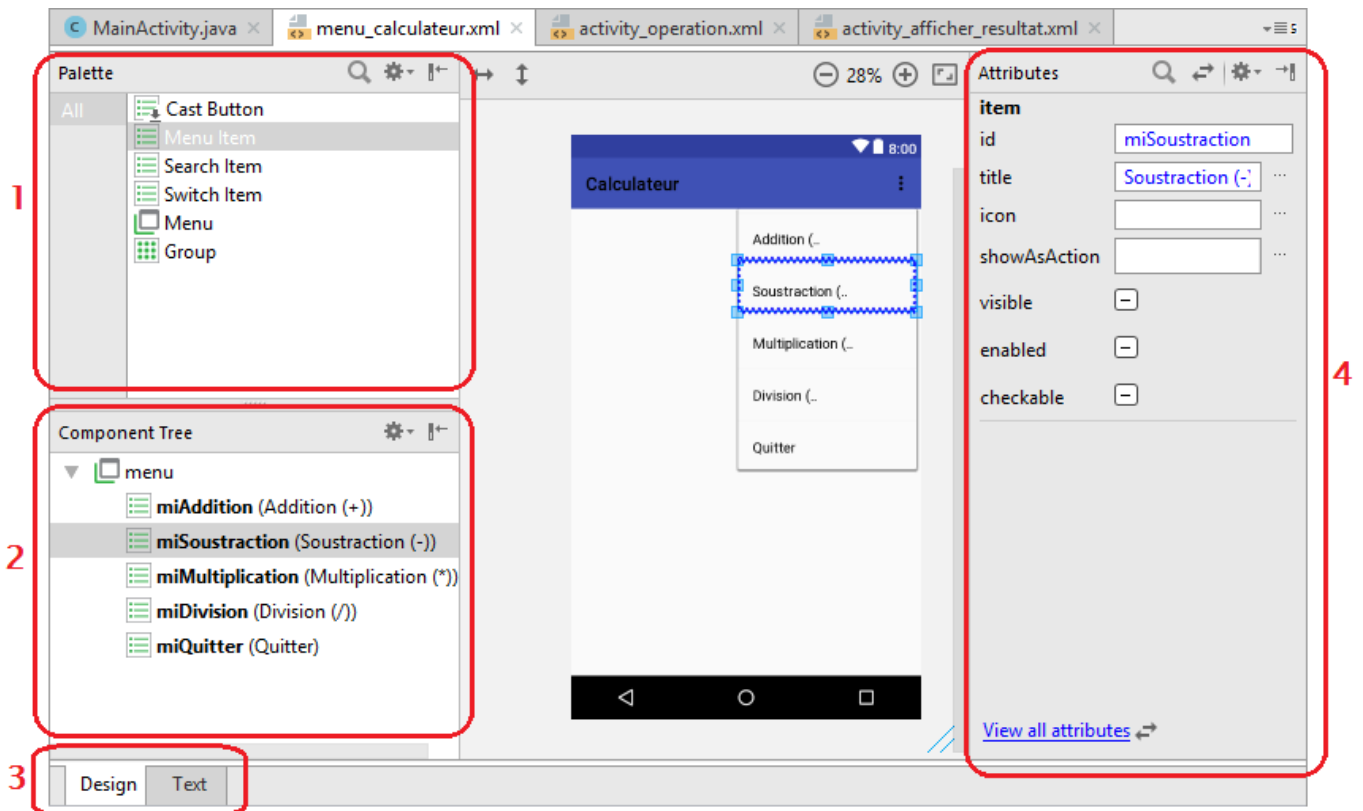 MainActivity.java
menu_calculateur.xml
activity_operation.xml
activity_afficher_resultat.xml
5
1
Palette
All
Cast Button
Menu Item
Search Item
Switch Item
Menu
Group
2
Component Tree
menu
miAddition (Addition (+))
miSoustraction (Soustraction (-))
miMultiplication (Multiplication (*))
miDivision (Division (/))
miQuitter (Quitter)
3
Design
Text
28%
8:00
Calculateur
Addition (..
Soustraction (..
Multiplication (..
Division (..
Quitter
4
Attributes
item
id miSoustraction
title Soustraction (-) ...
icon ...
showAsAction ...
visible
enabled
checkable
View all attributes